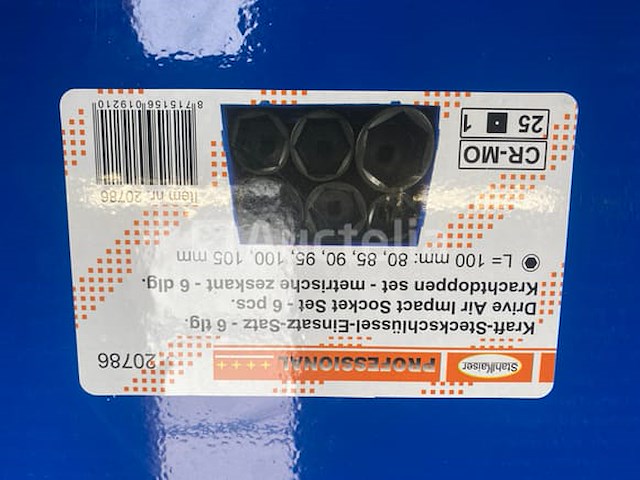 StahlKaiser PROFESSIONAL ++++ 20786
Kraft-Steckschlüssel-Einsatz-Satz - 6 tlg.
Drive Air Impact Socket Set - 6 pcs.
Krachtdoppen set - metrische zeskant - 6 dlg.
L= 100 mm: 80, 85, 90, 95, 100, 105 mm
Auctelia
CR-MO
25 1
Item nr. 20786
8715156019210